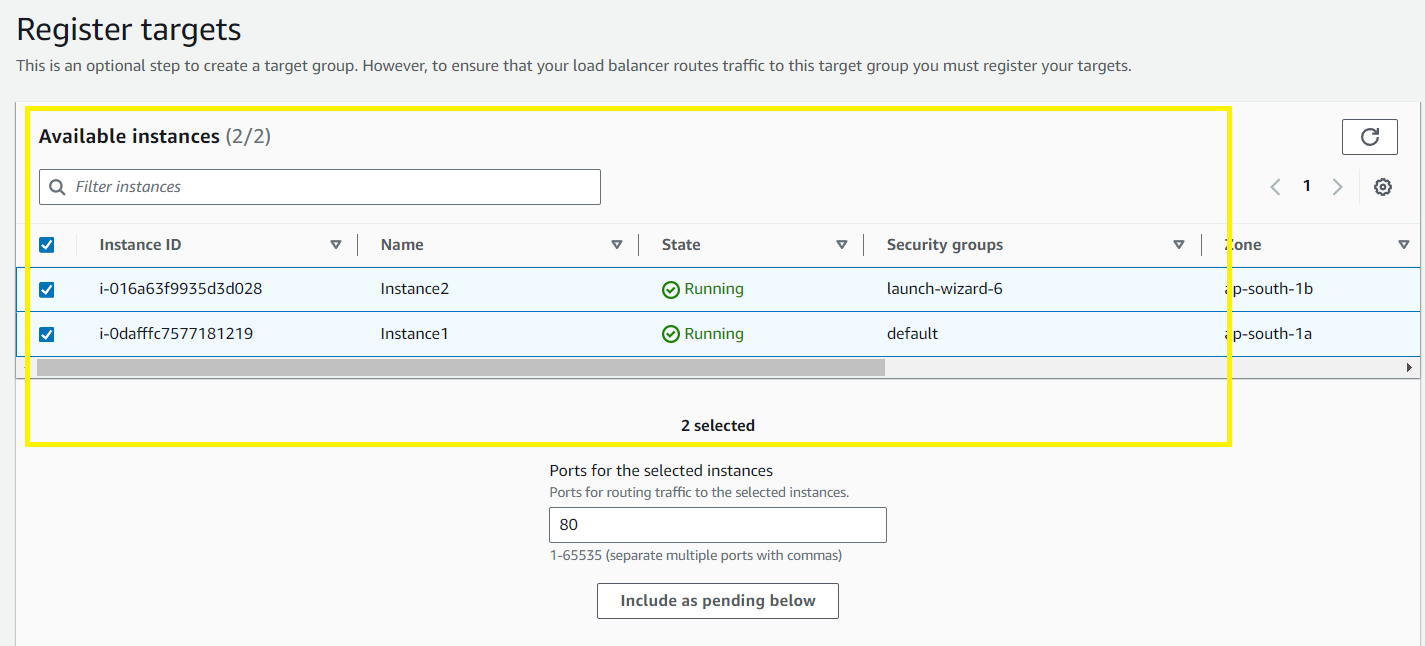 Register targets
This is an optional step to create a target group. However, to ensure that your load balancer routes traffic to this target group you must register your targets.
Available instances (2/2)
Filter instances
1
Instance ID Name State Security groups Zone
i-016a63f9935d3d028 Instance2 Running launch-wizard-6 ap-south-1b
i-0dafffc7577181219 Instance1 Running default ap-south-1a
2 selected
Ports for the selected instances
Ports for routing traffic to the selected instances.
80
1-65535 (separate multiple ports with commas)
Include as pending below